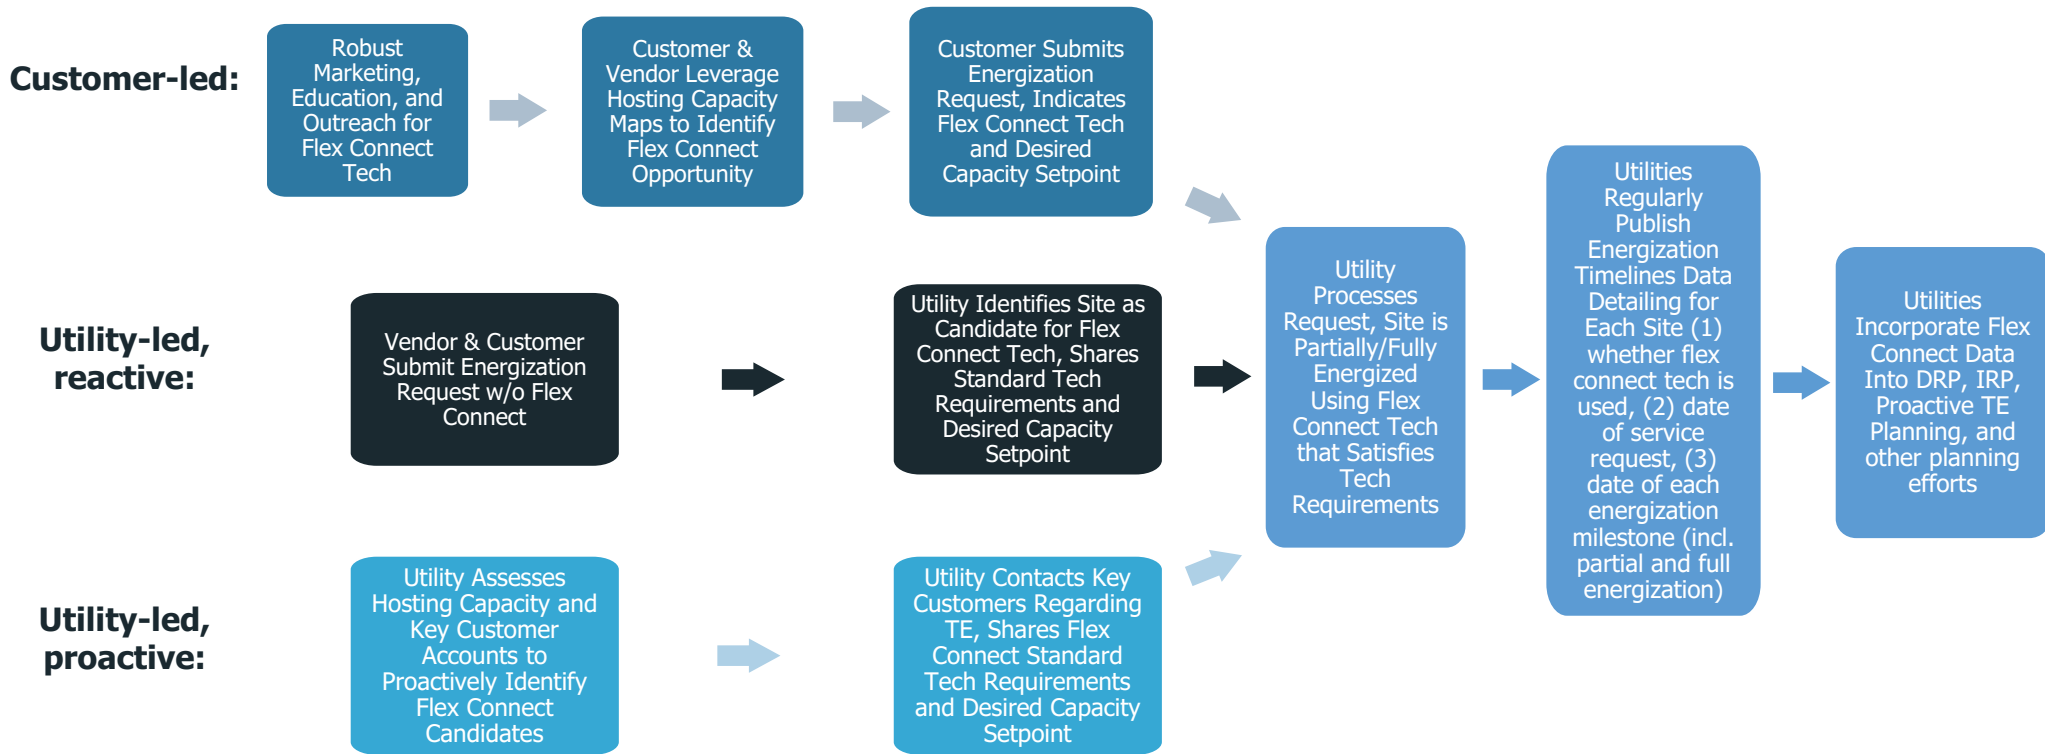 Customer-led:
Robust
Marketing,
Education, and
Outreach for
Flex Connect
Tech
Customer &
Vendor Leverage
Hosting Capacity
Maps to Identify
Flex Connect
Opportunity
Customer Submits
Energization
Request, Indicates
Flex Connect Tech
and Desired
Capacity Setpoint
Utility-led,
reactive:
Vendor & Customer
Submit Energization
Request w/o Flex
Connect
Utility Identifies Site as
Candidate for Flex
Connect Tech, Shares
Standard Tech
Requirements and
Desired Capacity
Setpoint
Utility-led,
proactive:
Utility Assesses
Hosting Capacity and
Key Customer
Accounts to
Proactively Identify
Flex Connect
Candidates
Utility Contacts Key
Customers Regarding
TE, Shares Flex
Connect Standard
Tech Requirements
and Desired Capacity
Setpoint
Utility
Processes
Request, Site is
Partially/Fully
Energized
Using Flex
Connect Tech
that Satisfies
Tech
Requirements
Utilities
Regularly
Publish
Energization
Timelines Data
Detailing for
Each Site (1)
whether flex
connect tech is
used, (2) date
of service
request, (3)
date of each
energization
milestone (incl.
partial and full
energization)
Utilities
Incorporate Flex
Connect Data
Into DRP, IRP,
Proactive TE
Planning, and
other planning
efforts